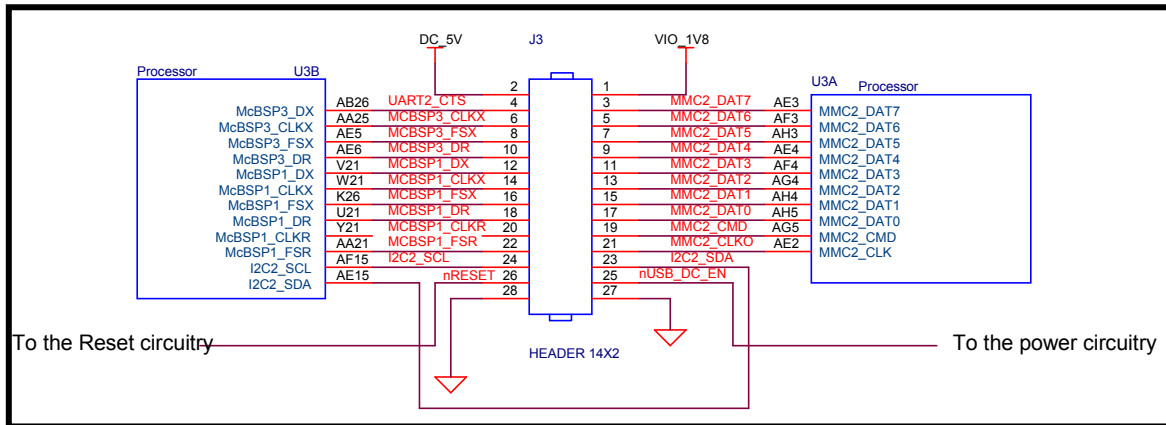 DC_5V J3 VIO_1V8
Processor U3B
U3A Processor
2 1
McBSP3_DX AB26 UART2_CTS 4 3 MMC2_DAT7 AE3 MMC2_DAT7
McBSP3_CLKX AA25 MCBSP3_CLKX 6 5 MMC2_DAT6 AF3 MMC2_DAT6
McBSP3_FSX AE5 MCBSP3_FSX 8 7 MMC2_DAT5 AH3 MMC2_DAT5
McBSP3_DR AE6 MCBSP3_DR 10 9 MMC2_DAT4 AE4 MMC2_DAT4
McBSP1_DX V21 MCBSP1_DX 12 11 MMC2_DAT3 AF4 MMC2_DAT3
McBSP1_CLKX W21 MCBSP1_CLKX 14 13 MMC2_DAT2 AG4 MMC2_DAT2
McBSP1_FSX K26 MCBSP1_FSX 16 15 MMC2_DAT1 AH4 MMC2_DAT1
McBSP1_DR U21 MCBSP1_DR 18 17 MMC2_DAT0 AH5 MMC2_DAT0
McBSP1_CLKR Y21 MCBSP1_CLKR 20 19 MMC2_CMD AG5 MMC2_CMD
McBSP1_FSR AA21 MCBSP1_FSR 22 21 MMC2_CLKO AE2 MMC2_CLK
I2C2_SCL AF15 I2C2_SCL 24 23 I2C2_SDA
I2C2_SDA AE15 nRESET 26 25 nUSB_DC_EN
28 27
To the Reset circuitry
To the power circuitry
HEADER 14X2